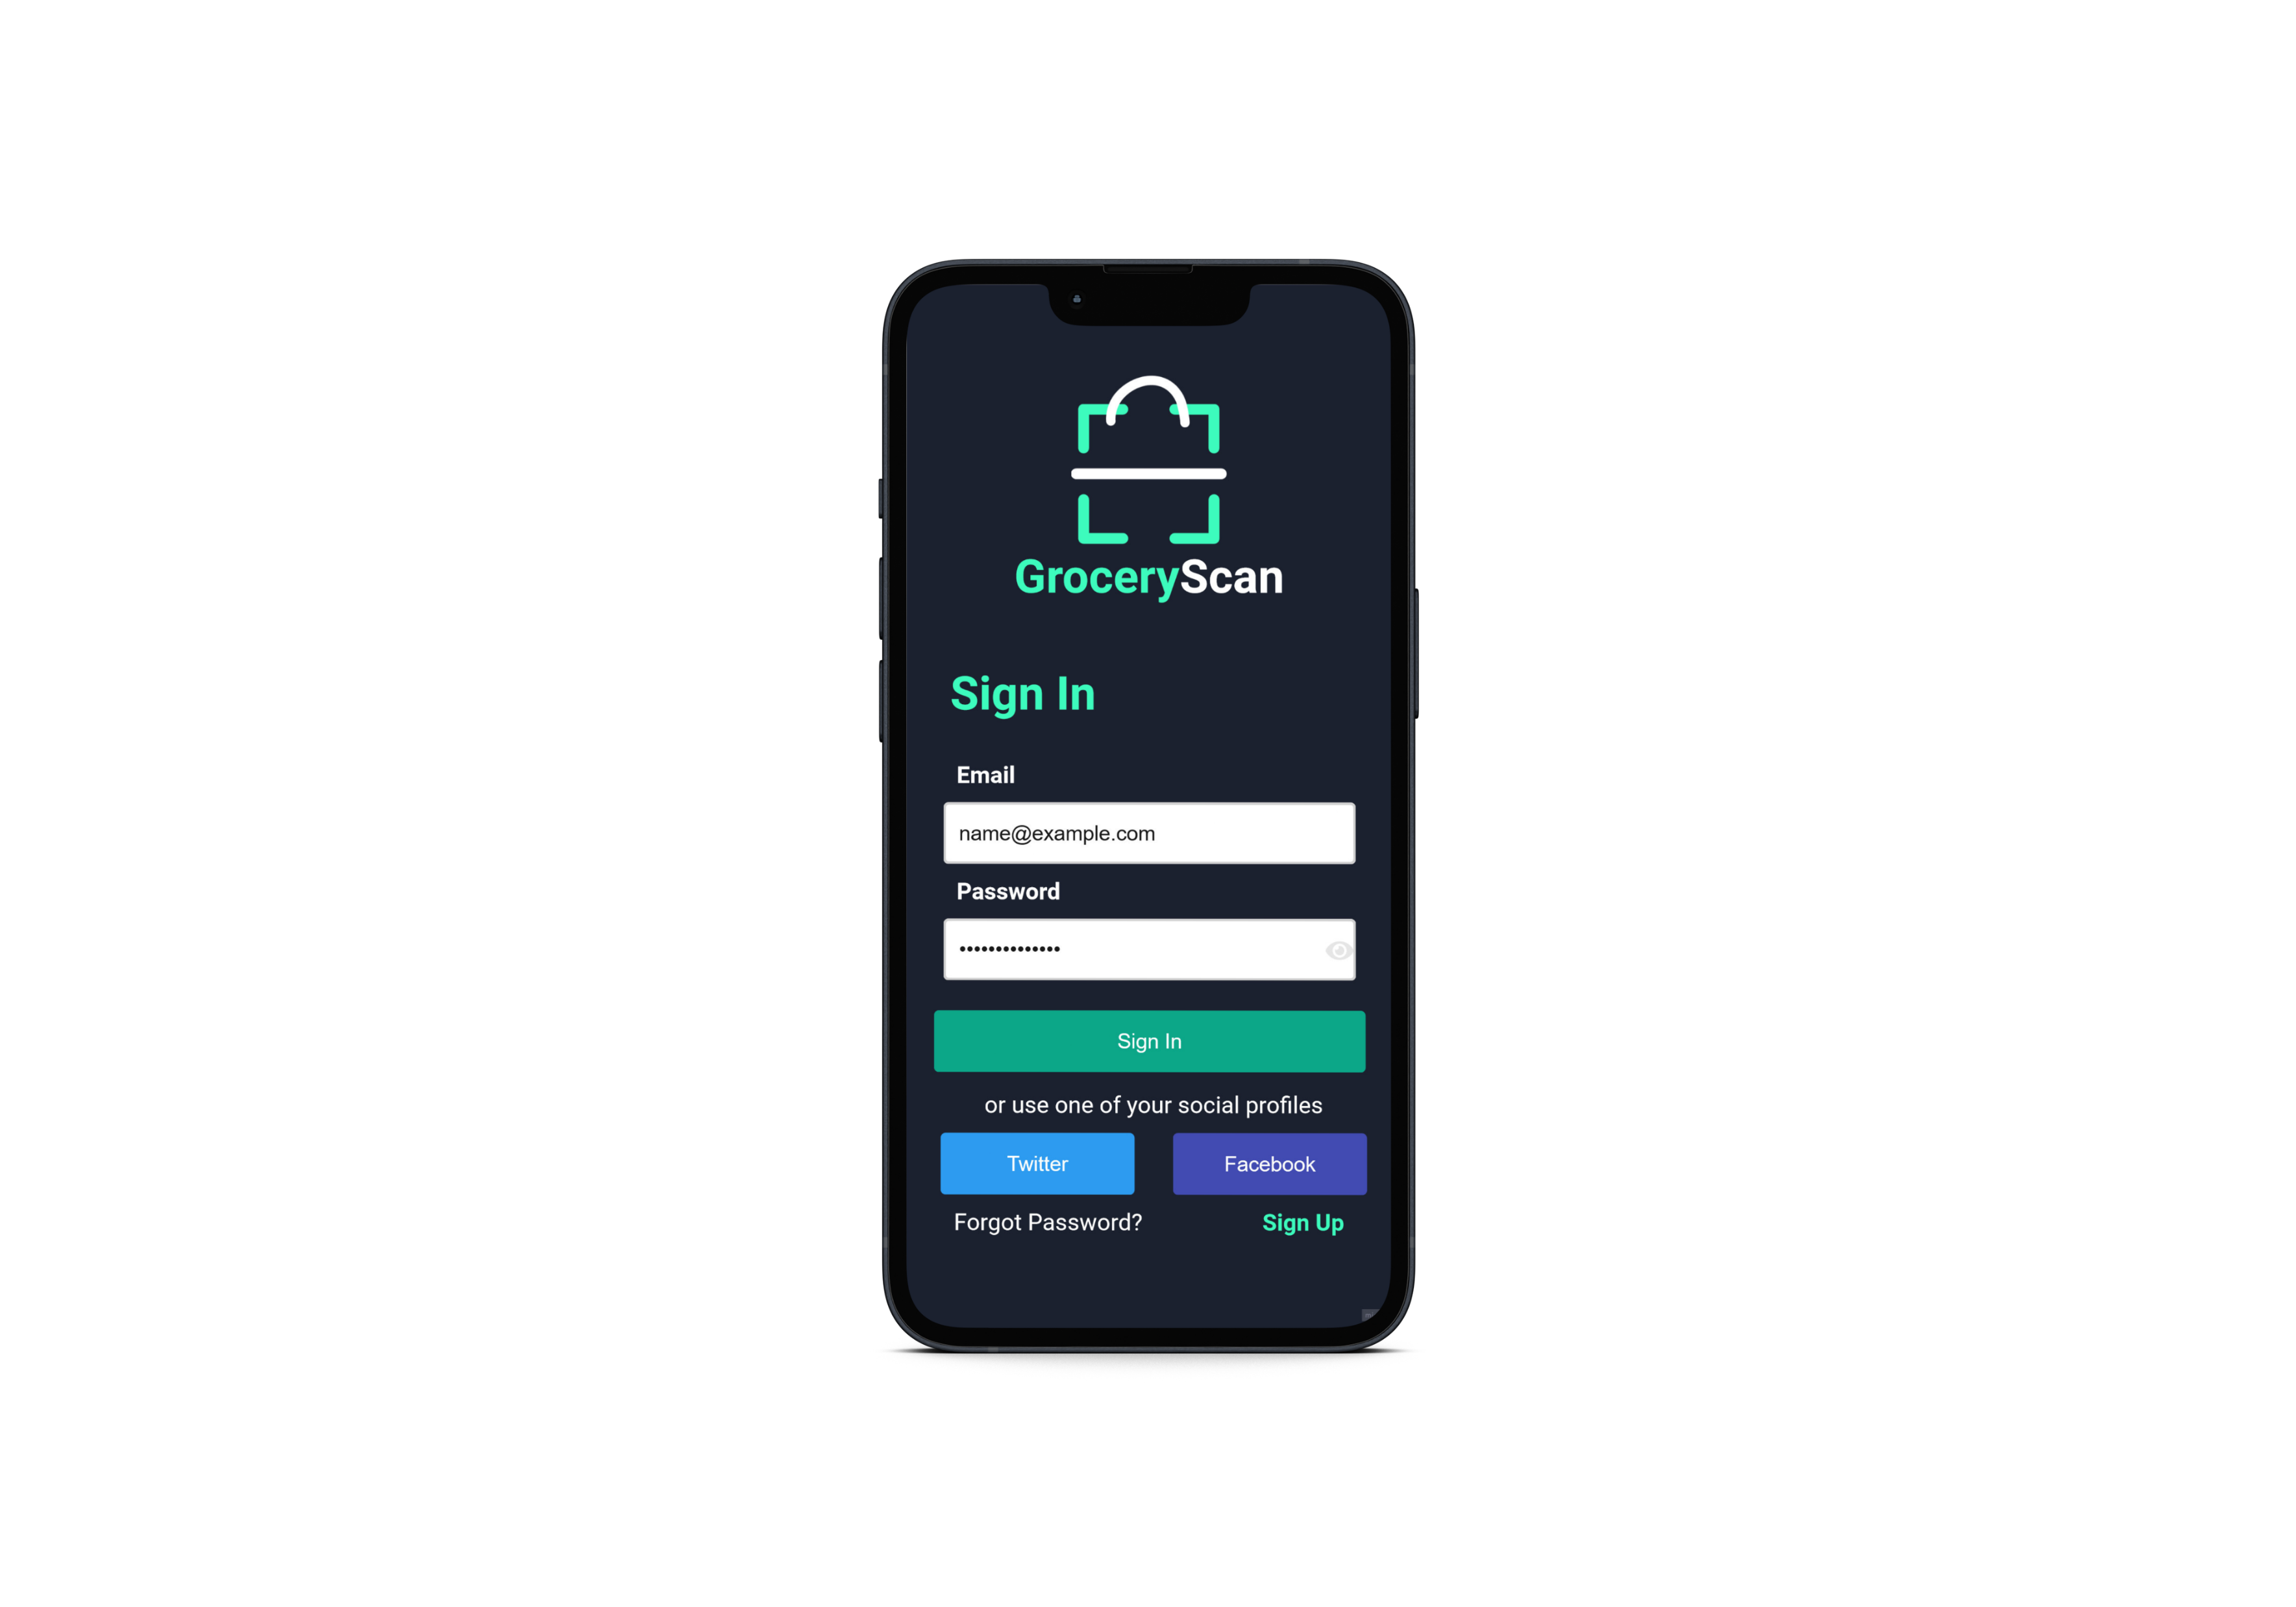 GroceryScan
Sign In
Email
name@example.com
Password
••••••••••••••
Sign In
or use one of your social profiles
Twitter Facebook
Forgot Password? Sign Up